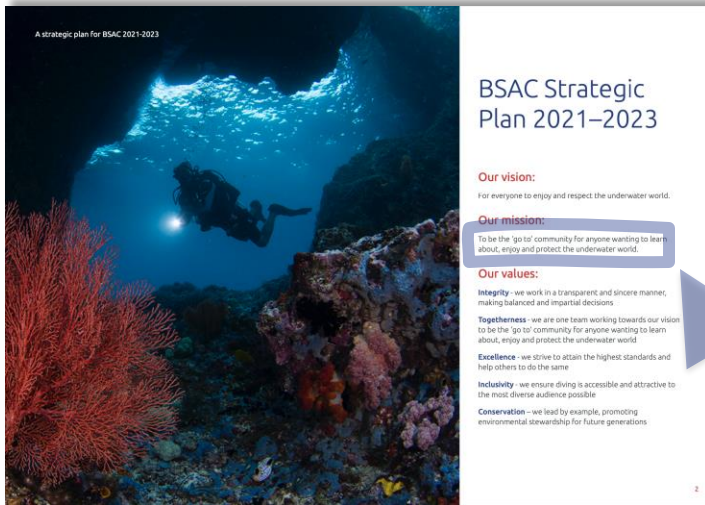 A strategic plan for BSAC 2021-2023
BSAC Strategic
Plan 2021–2023
Our vision:
For everyone to enjoy and respect the underwater world.
Our mission:
To be the 'go to' community for anyone wanting to learn
about, enjoy and protect the underwater world.
Our values:
Integrity - we work in a transparent and sincere manner,
making balanced and impartial decisions
Togetherness - we are one team working towards our vision
to be the 'go to' community for anyone wanting to learn
about, enjoy and protect the underwater world
Excellence - we strive to attain the highest standards and
help others to do the same
Inclusivity - we ensure diving is accessible and attractive to
the most diverse audience possible
Conservation – we lead by example, promoting
environmental stewardship for future generations
2